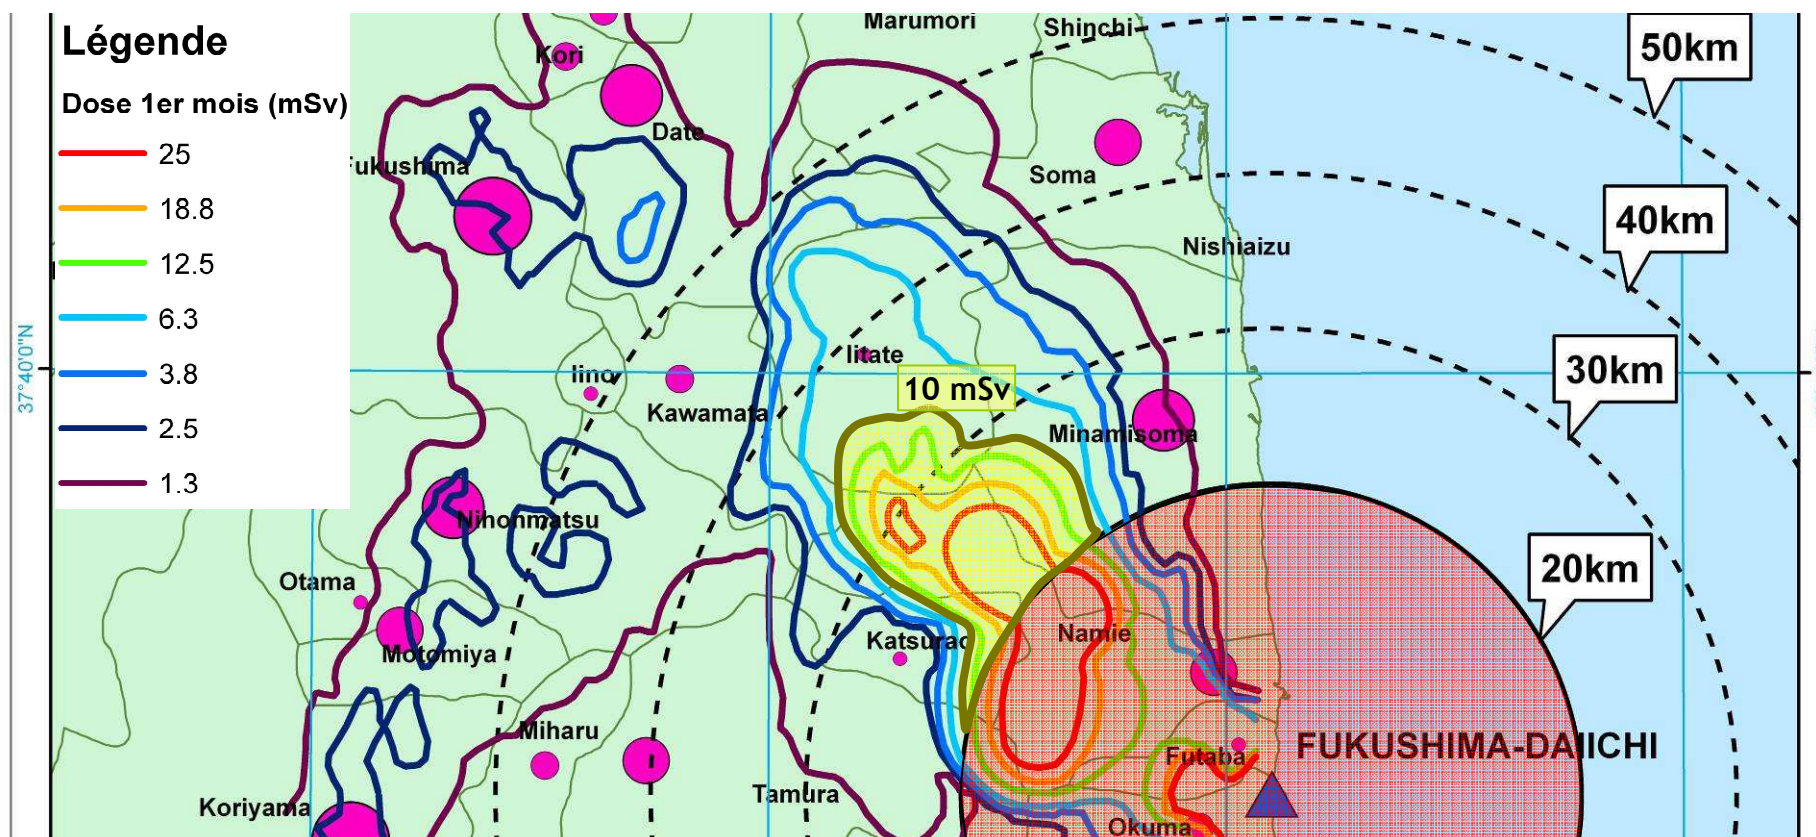 Légende
Dose 1er mois (mSv)
25
18.8
12.5
6.3
3.8
2.5
1.3
37°40'0"N
Marumori
Shinchi
50km
Kori
Date
Fukushima
Soma
40km
Nishiaizu
30km
Iitate
Iino
10 mSv
Kawamata
Minamisoma
Nihonmatsu
20km
Otama
Motomiya
Katsurao
Namie
Miharu
Futaba
FUKUSHIMA-DAIICHI
Tamura
Koriyama
Okuma